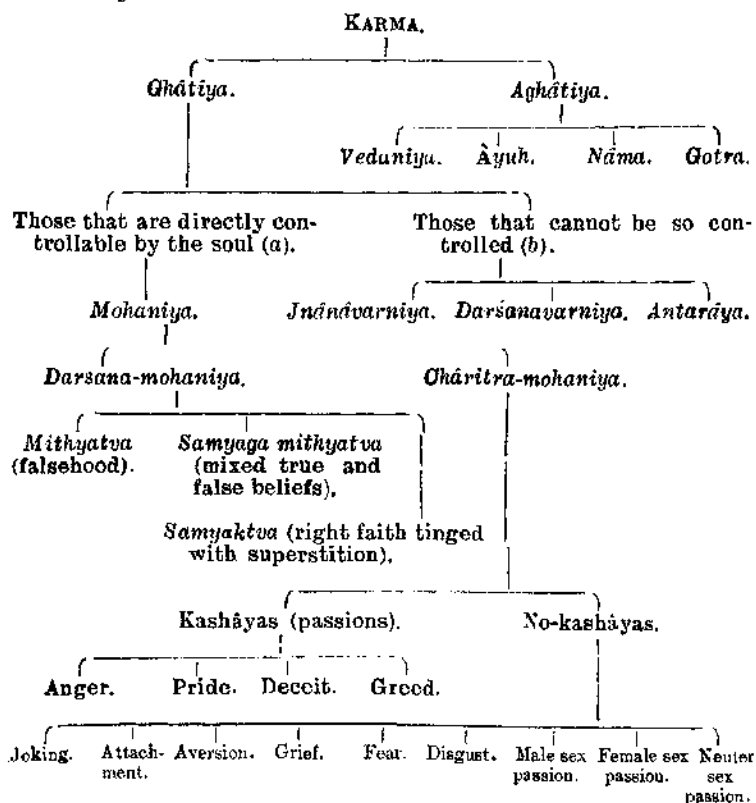 KARMA.
Ghâtiya. Aghâtiya.
Vedaniya. Âyuh. Nâma. Gotra.
Those that are directly con- Those that cannot be so con-
trollable by the soul (a). trolled (b).
Mohaniya. Jnânâvarniya. Darśanavarniya. Antarâya.
Darsana-mohaniya. Châritra-mohaniya.
Mithyatva Samyaga mithyatva
(falsehood). (mixed true and
false beliefs).
Samyaktva (right faith tinged
with superstition).
Kashâyas (passions). No-kashâyas.
Anger. Pride. Deceit. Greed.
Joking. Attach- Aversion. Grief. Fear. Disgust. Male sex Female sex Neuter
ment. passion. passion. sex
passion.